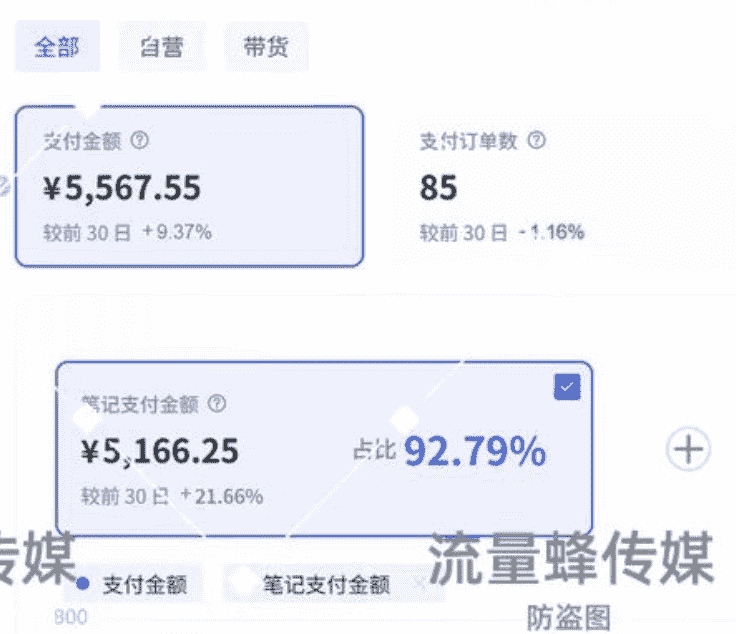 全部 自营 带货
支付金额 ? 支付订单数 ?
¥5,567.55 85
较前 30 日 +9.37% 较前 30 日 -1.16%
笔记支付金额 ?
¥5,166.25 占比 92.79%
较前 30 日 +21.66%
传媒 流量蜂传媒
支付金额 笔记支付金额
800 防盗图